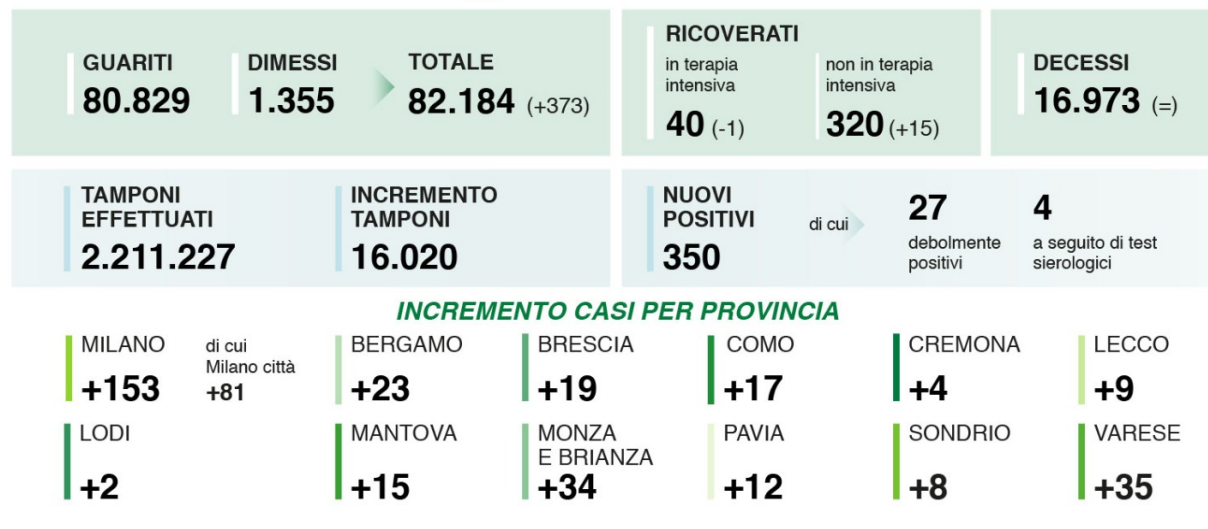 GUARITI
80.829
DIMESSI
1.355
TOTALE
82.184 (+373)
RICOVERATI
in terapia
intensiva
40 (-1)
non in terapia
intensiva
320 (+15)
DECESSI
16.973 (=)
TAMPONI
EFFETTUATI
2.211.227
INCREMENTO
TAMPONI
16.020
NUOVI
POSITIVI
350
di cui
27
debolmente
positivi
4
a seguito di test
sierologici
INCREMENTO CASI PER PROVINCIA
MILANO
+153
di cui
Milano città
+81
BERGAMO
+23
BRESCIA
+19
COMO
+17
CREMONA
+4
LECCO
+9
LODI
+2
MANTOVA
+15
MONZA
E BRIANZA
+34
PAVIA
+12
SONDRIO
+8
VARESE
+35